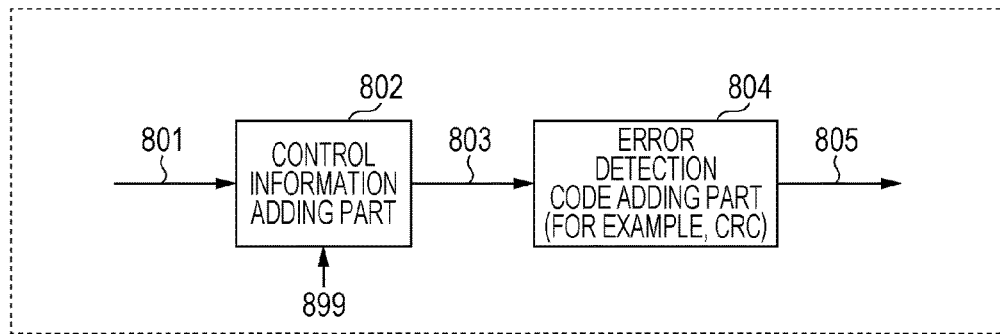 801
802
CONTROL
INFORMATION
ADDING PART
899
803
804
ERROR
DETECTION
CODE ADDING PART
(FOR EXAMPLE, CRC)
805